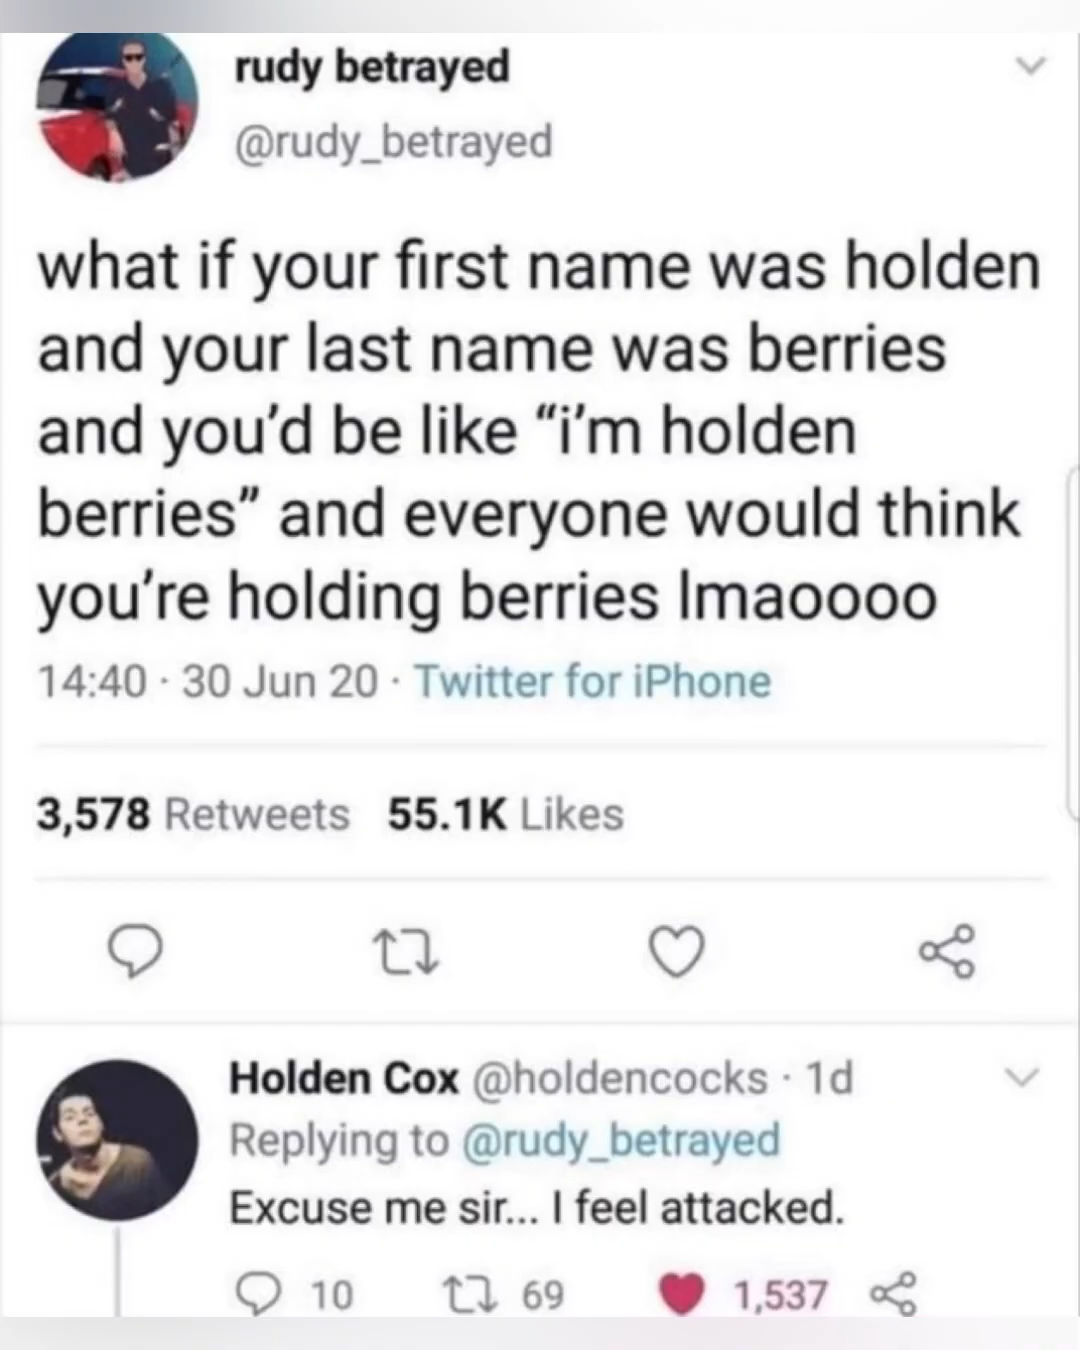 rudy betrayed
@rudy_betrayed
what if your first name was holden
and your last name was berries
and you’d be like “i’m holden
berries” and everyone would think
you’re holding berries lmaoooo
14:40 · 30 Jun 20 · Twitter for iPhone
3,578 Retweets 55.1K Likes
Holden Cox @holdencocks · 1d
Replying to @rudy_betrayed
Excuse me sir... I feel attacked.
10 69 1,537